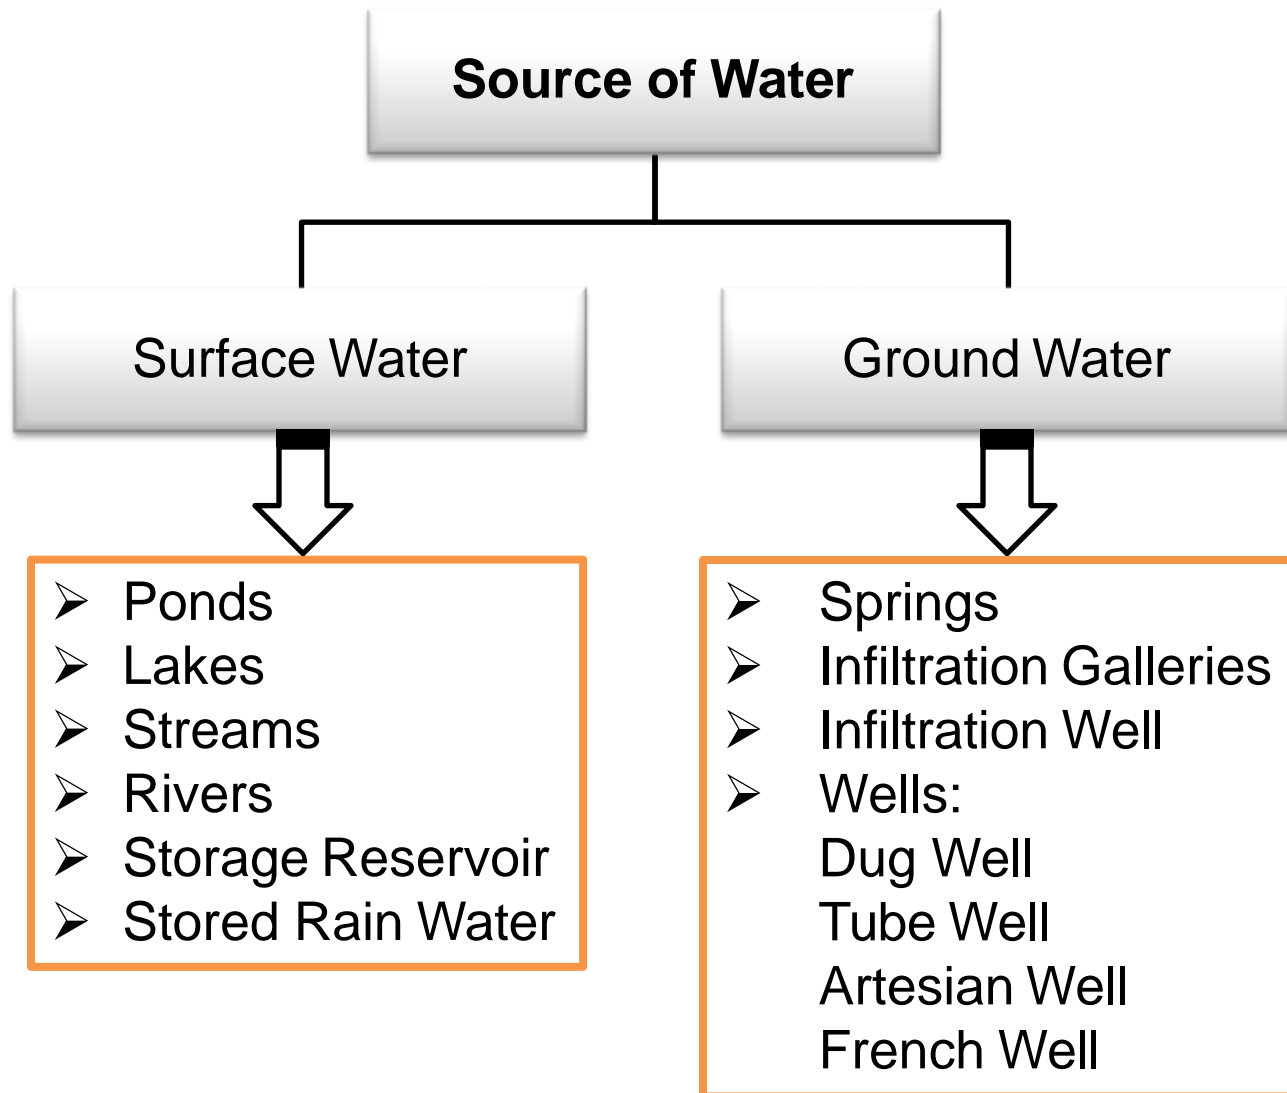 Source of Water
Surface Water
Ground Water
Ponds
Lakes
Streams
Rivers
Storage Reservoir
Stored Rain Water
Springs
Infiltration Galleries
Infiltration Well
Wells:
Dug Well
Tube Well
Artesian Well
French Well